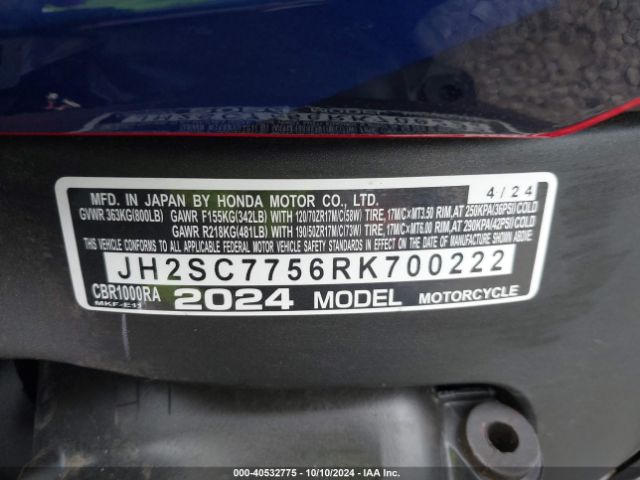 MFD. IN JAPAN BY HONDA MOTOR CO., LTD. 4/24
GVWR 363KG(800LB) GAWR F155KG(342LB) WITH 120/70ZR17M/C(58W) TIRE, 17M/C×MT3.50 RIM, AT 250KPA(36PSI)COLD
GAWR R218KG(481LB) WITH 190/50ZR17M/C(73W) TIRE, 17M/C×MT6.00 RIM, AT 290KPA(42PSI)COLD
THIS VEHICLE CONFORMS TO ALL APPLICABLE FEDERAL MOTOR VEHICLE SAFETY STANDARDS IN EFFECT ON THE DATE OF MANUFACTURE SHOWN ABOVE.
JH2SC7756RK700222
CBR1000RA 2024 MODEL MOTORCYCLE
000-40532775 - 10/10/2024 - IAA Inc.